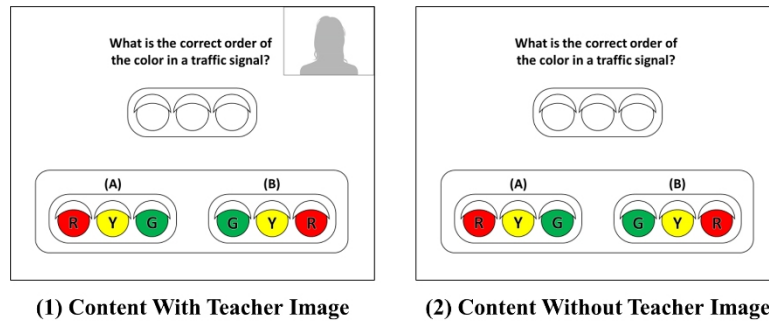 What is the correct order of
the color in a traffic signal?
(A) (B)
R Y G G Y R
(1) Content With Teacher Image
What is the correct order of
the color in a traffic signal?
(A) (B)
R Y G G Y R
(2) Content Without Teacher Image